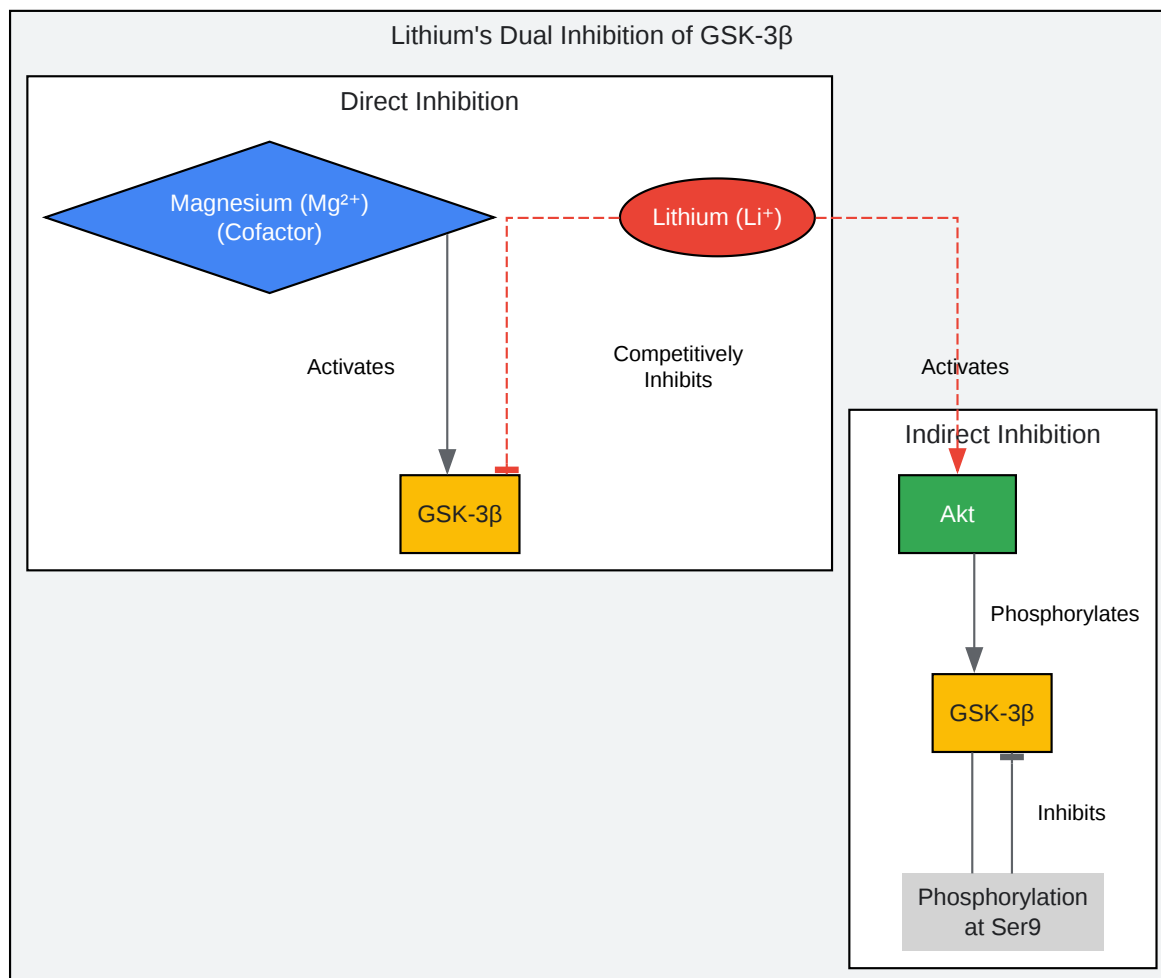 Lithium's Dual Inhibition of GSK-3β
Direct Inhibition
Magnesium (Mg²⁺)
(Cofactor)
Lithium (Li⁺)
Activates
Competitively
Inhibits
Activates
GSK-3β
Indirect Inhibition
Akt
Phosphorylates
GSK-3β
Inhibits
Phosphorylation
at Ser9